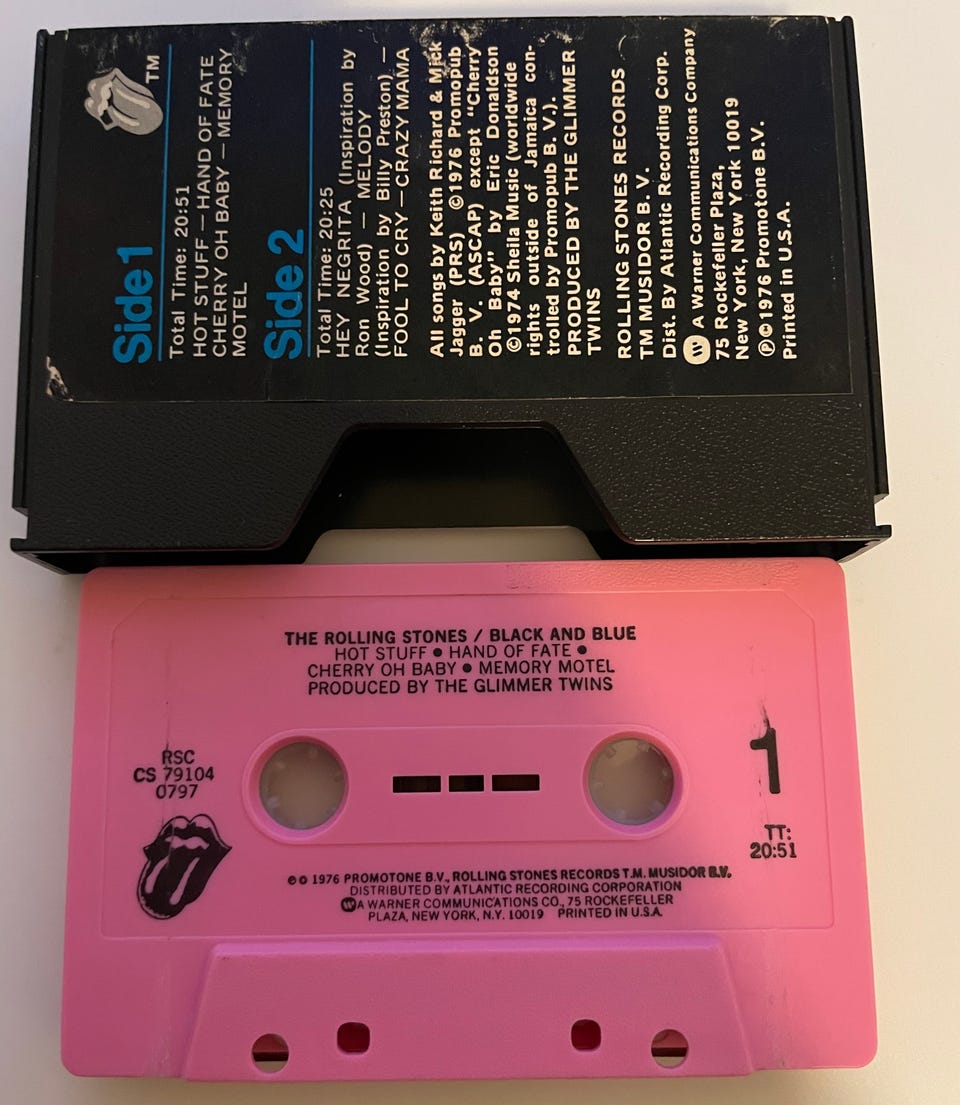 TM
Side 1
Total Time: 20:51
HOT STUFF — HAND OF FATE
CHERRY OH BABY — MEMORY
MOTEL
Side 2
Total Time: 20:25
HEY NEGRITA (Inspiration by
Ron Wood) — MELODY
(Inspiration by Billy Preston) —
FOOL TO CRY—CRAZY MAMA
All songs by Keith Richard & Mick
Jagger (PRS) ©1976 Promopub
B. V. (ASCAP) except "Cherry
Oh Baby" by Eric Donaldson
©1974 Sheila Music (worldwide
rights outside of Jamaica con-
trolled by Promopub B. V.).
PRODUCED BY THE GLIMMER
TWINS
ROLLING STONES RECORDS
TM MUSIDOR B. V.
Dist. By Atlantic Recording Corp.
W A Warner Communications Company
75 Rockefeller Plaza,
New York, New York 10019
℗©1976 Promotone B.V.
Printed in U.S.A.
THE ROLLING STONES / BLACK AND BLUE
HOT STUFF • HAND OF FATE •
CHERRY OH BABY • MEMORY MOTEL
PRODUCED BY THE GLIMMER TWINS
RSC
CS 79104
0797
1
TT:
20:51
℗© 1976 PROMOTONE B.V., ROLLING STONES RECORDS T.M. MUSIDOR B.V.
DISTRIBUTED BY ATLANTIC RECORDING CORPORATION
W A WARNER COMMUNICATIONS CO., 75 ROCKEFELLER
PLAZA, NEW YORK, N.Y. 10019 PRINTED IN U.S.A.